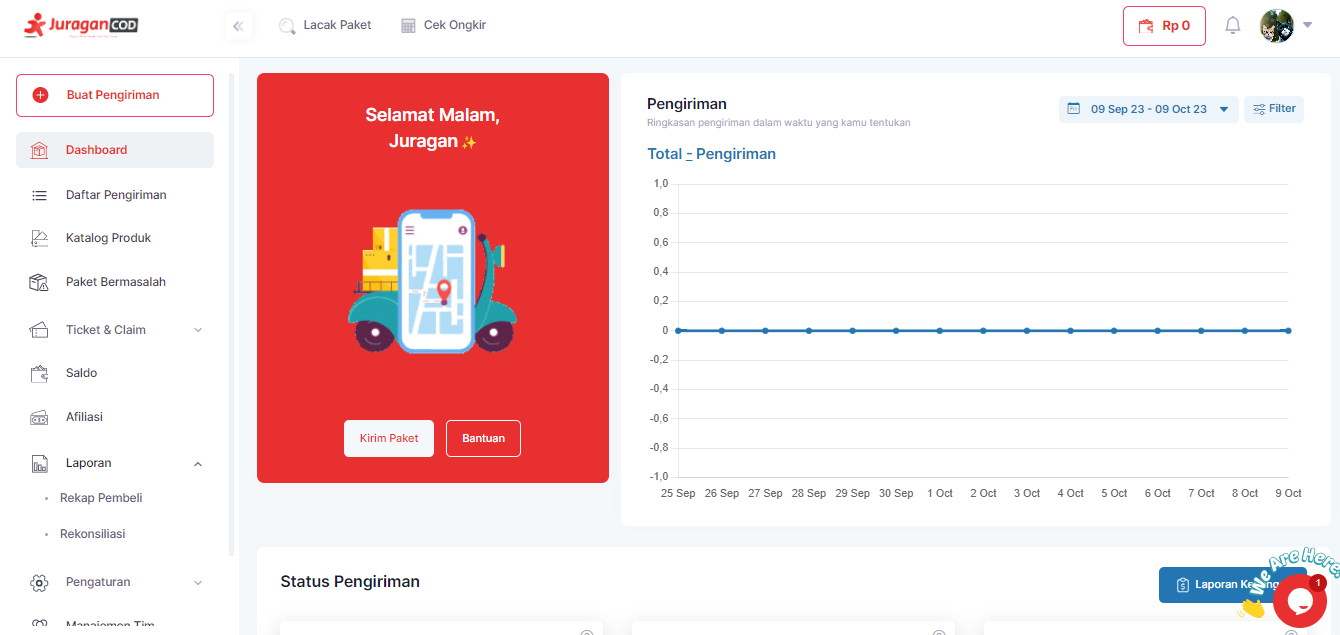 JuraganCOD
Lacak Paket
Cek Ongkir
Rp 0
Buat Pengiriman
Dashboard
Daftar Pengiriman
Katalog Produk
Paket Bermasalah
Ticket & Claim
Saldo
Afiliasi
Laporan
Rekap Pembeli
Rekonsiliasi
Pengaturan
Manajemen Tim
Selamat Malam,
Juragan ✨
Kirim Paket
Bantuan
Pengiriman
Ringkasan pengiriman dalam waktu yang kamu tentukan
09 Sep 23 - 09 Oct 23
Filter
Total - Pengiriman
1,0
0,8
0,6
0,4
0,2
0
-0,2
-0,4
-0,6
-0,8
-1,0
25 Sep 26 Sep 27 Sep 28 Sep 29 Sep 30 Sep 1 Oct 2 Oct 3 Oct 4 Oct 5 Oct 6 Oct 7 Oct 8 Oct 9 Oct
Status Pengiriman
Laporan
We Are Here,
1